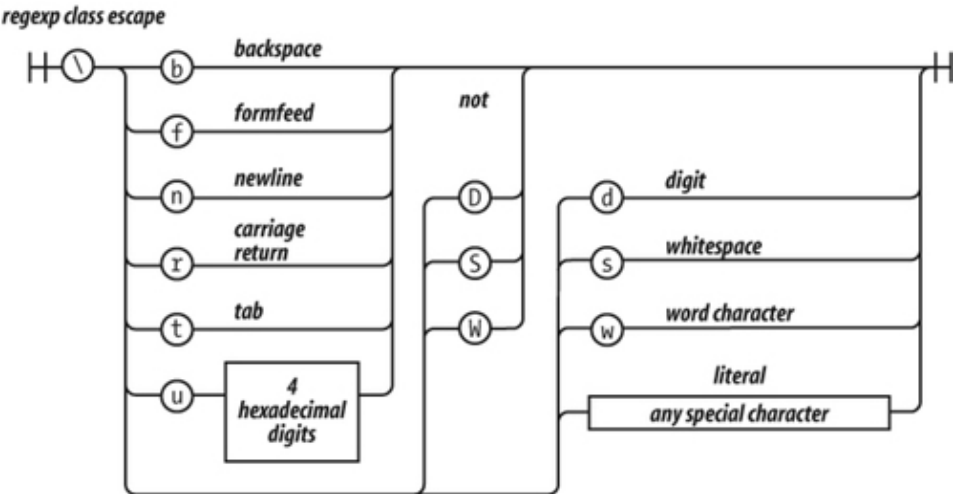 regexp class escape
\
b
backspace
f
formfeed
n
newline
r
carriage
return
t
tab
u
4
hexadecimal
digits
not
D
S
W
d
digit
s
whitespace
w
word character
literal
any special character